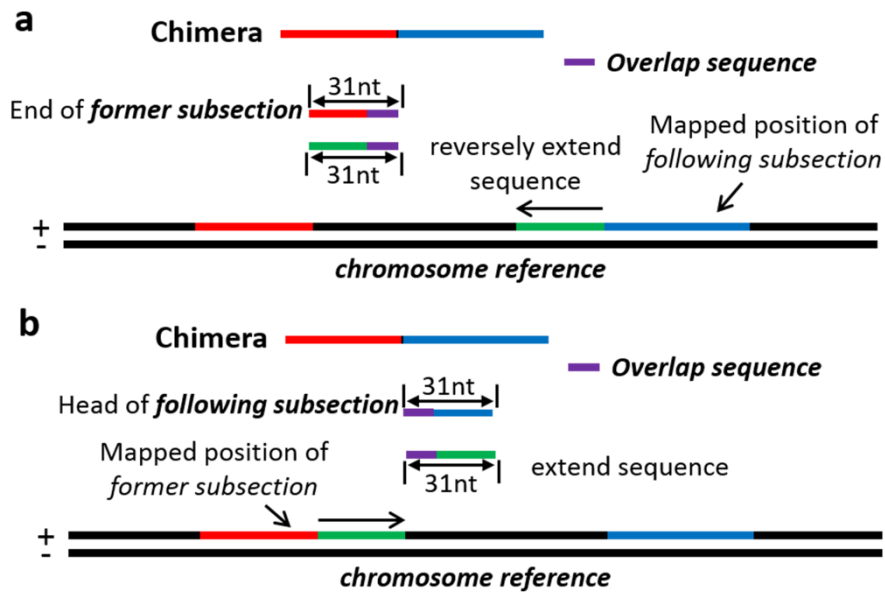 a
Chimera
Overlap sequence
31nt
End of former subsection
31nt
reversely extend
sequence
Mapped position of
following subsection
+
-
chromosome reference
b
Chimera
Overlap sequence
31nt
Head of following subsection
31nt
extend sequence
Mapped position of
former subsection
+
-
chromosome reference